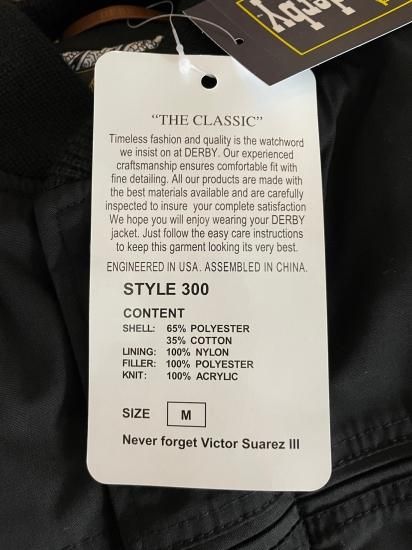 derby
"THE CLASSIC"
Timeless fashion and quality is the watchword
we insist on at DERBY. Our experienced
craftsmanship ensures comfortable fit with
fine detailing. All our products are made with
the best materials available and are carefully
inspected to insure your complete satisfaction
We hope you will enjoy wearing your DERBY
jacket. Just follow the easy care instructions
to keep this garment looking its very best.
ENGINEERED IN USA. ASSEMBLED IN CHINA.
STYLE 300
CONTENT
SHELL: 65% POLYESTER
35% COTTON
LINING: 100% NYLON
FILLER: 100% POLYESTER
KNIT: 100% ACRYLIC
SIZE M
Never forget Victor Suarez III